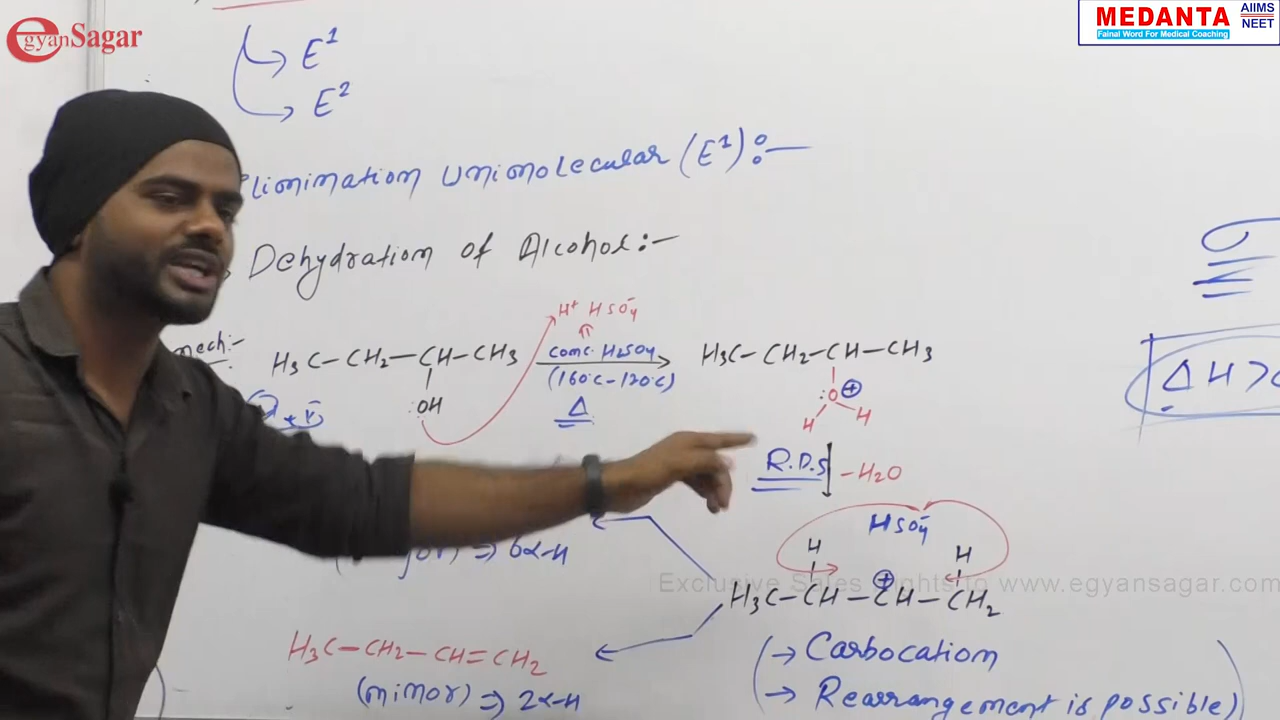 egyanSagar
MEDANTA AIIMS NEET
Fainal Word For Medical Coaching
E¹
E²
Elimination Unimolecular (E¹):—
Dehydration of Alcohol:—
mech:-
H₃C—CH₂—CH—CH₃
:OH
H⁺ HSO₄⁻
conc. H₂SO₄
(160°C-120°C)
Δ
H₃C—CH₂—CH—CH₃
:O⊕
H H
R.D.S -H₂O
ΔH>
HSO₄⁻
H H
H₃C—CH—CH—CH₂
⊕
⇒ 6α-H
H₃C—CH₂—CH=CH₂
(minor) ⇒ 2α-H
(→ Carbocation
→ Rearrangement is possible)
Exclusive Sales Rights to www.egyansagar.com